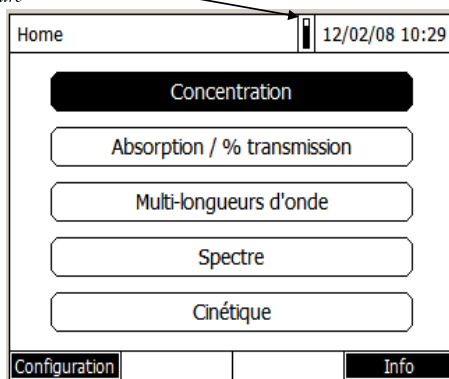 Home 12/02/08 10:29
Concentration
Absorption / % transmission
Multi-longueurs d'onde
Spectre
Cinétique
Configuration Info